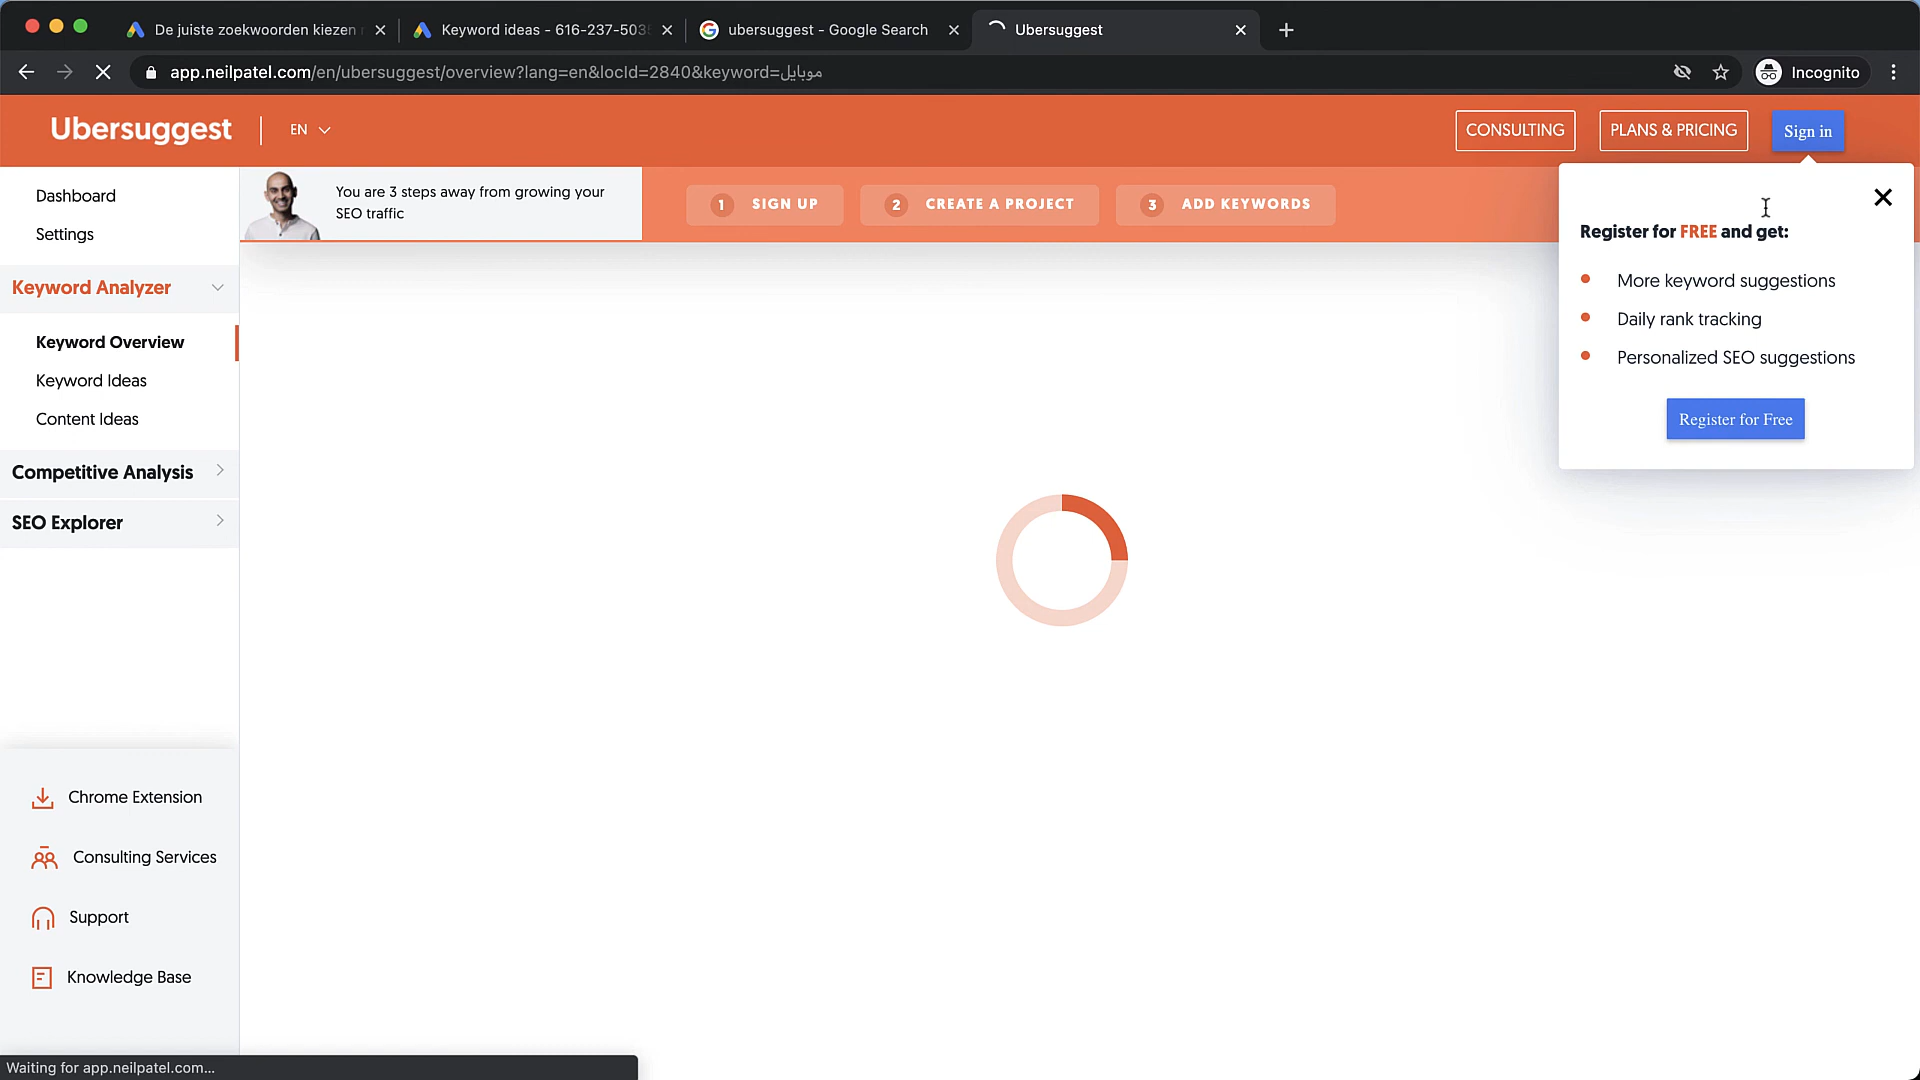 De juiste zoekwoorden kiezen
Keyword ideas - 616-237-5035
ubersuggest - Google Search
Ubersuggest
app.neilpatel.com/en/ubersuggest/overview?lang=en&locId=2840&keyword=موبايل
Incognito
Ubersuggest
EN
CONSULTING
PLANS & PRICING
Sign in
Dashboard
Settings
Keyword Analyzer
Keyword Overview
Keyword Ideas
Content Ideas
Competitive Analysis
SEO Explorer
Chrome Extension
Consulting Services
Support
Knowledge Base
You are 3 steps away from growing your
SEO traffic
1 SIGN UP
2 CREATE A PROJECT
3 ADD KEYWORDS
Register for FREE and get:
More keyword suggestions
Daily rank tracking
Personalized SEO suggestions
Register for Free
Waiting for app.neilpatel.com...